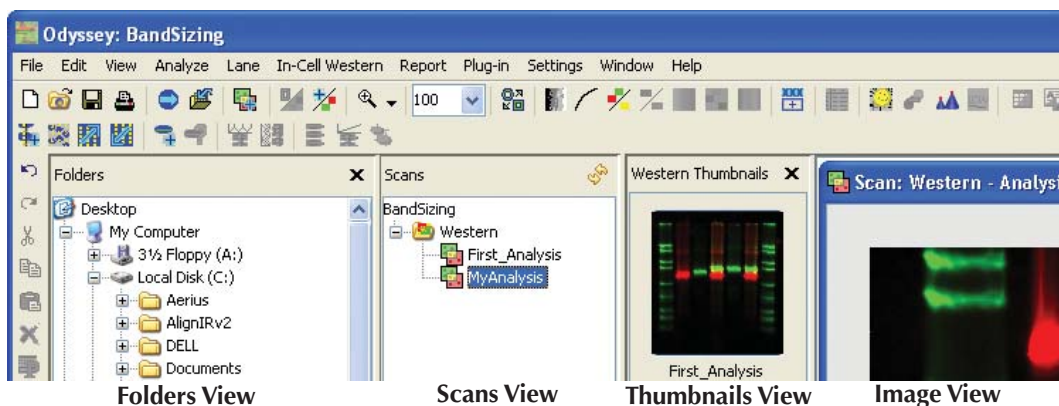 Odyssey: BandSizing
File Edit View Analyze Lane In-Cell Western Report Plug-in Settings Window Help
100
XXX
Folders
Desktop
My Computer
3½ Floppy (A:)
Local Disk (C:)
Aerius
AlignIRv2
DELL
Documents
Scans
BandSizing
Western
First_Analysis
MyAnalysis
Western Thumbnails
First_Analysis
Scan: Western - Analysi
Folders View
Scans View
Thumbnails View
Image View